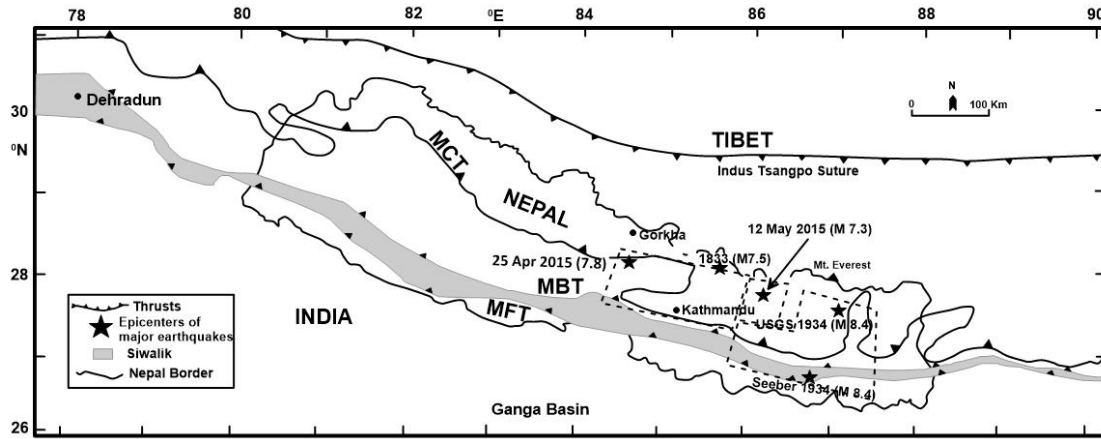 78
80
82
⁰E
84
86
88
90
30
⁰N
28
26
Dehradun
N
0 100 Km
TIBET
Indus Tsangpo Suture
MCT
NEPAL
Gorkha
12 May 2015 (M 7.3)
1833 (M7.5)
25 Apr 2015 (7.8)
Mt. Everest
MBT
Kathmandu
MFT
INDIA
USGS 1934 (M 8.4)
Seeber 1934 (M 8.4)
Ganga Basin
Thrusts
Epicenters of
major earthquakes
Siwalik
Nepal Border